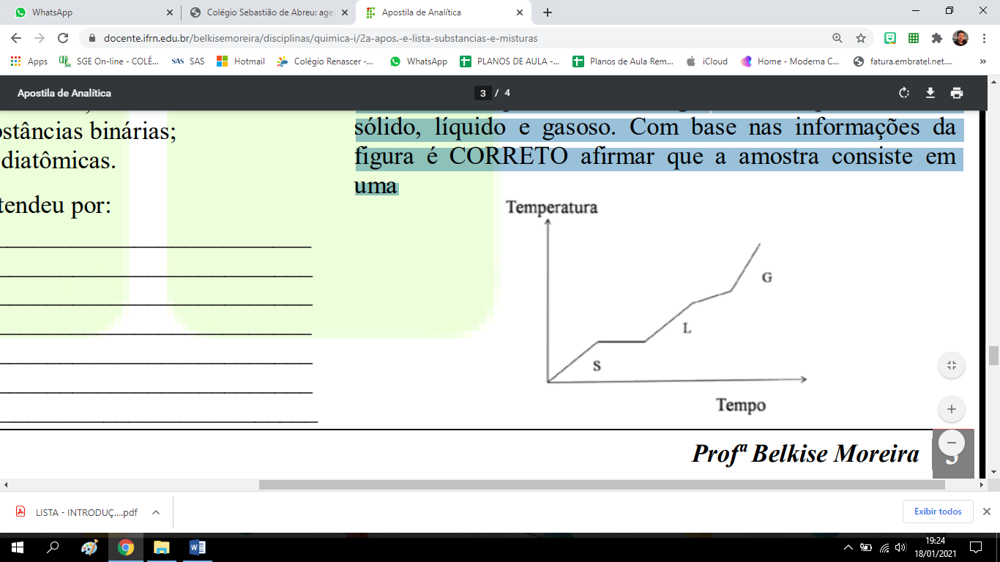 WhatsApp
Colégio Sebastião de Abreu: age
Apostila de Analítica
docente.ifrn.edu.br/belkisemoreira/disciplinas/quimica-i/2a-apos.-e-lista-substancias-e-misturas
Apps
SGE On-line - COLÉ...
SAS SAS
Hotmail
Colégio Renascer -...
WhatsApp
PLANOS DE AULA -...
Planos de Aula Rem...
iCloud
Home - Moderna C...
fatura.embratel.net....
Apostila de Analítica
3 / 4
ostâncias binárias;
diatômicas.
tendeu por:
sólido, líquido e gasoso. Com base nas informações da
figura é CORRETO afirmar que a amostra consiste em
uma
Temperatura
G
L
S
Tempo
Profª Belkise Moreira
LISTA - INTRODUÇ....pdf
Exibir todos
19:24
18/01/2021